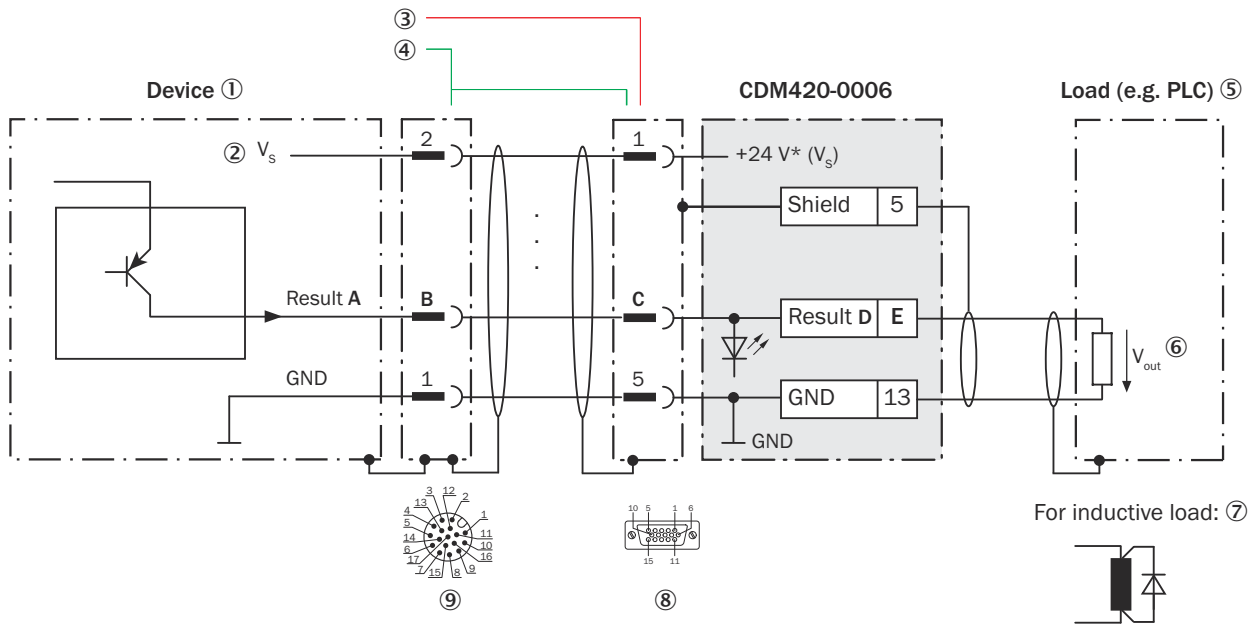 ③
④
Device ①
CDM420-0006
Load (e.g. PLC) ⑤
② Vs
2
1
+24 V* (Vs)
Shield 5
Result A
B
C
Result D E
Vout ⑥
GND
1
5
GND 13
GND
For inductive load: ⑦
3 12 2
13 1
4
5 11
14 10
6 16
17 9
7 15 8
10 5 1 6
15 11
⑨
⑧